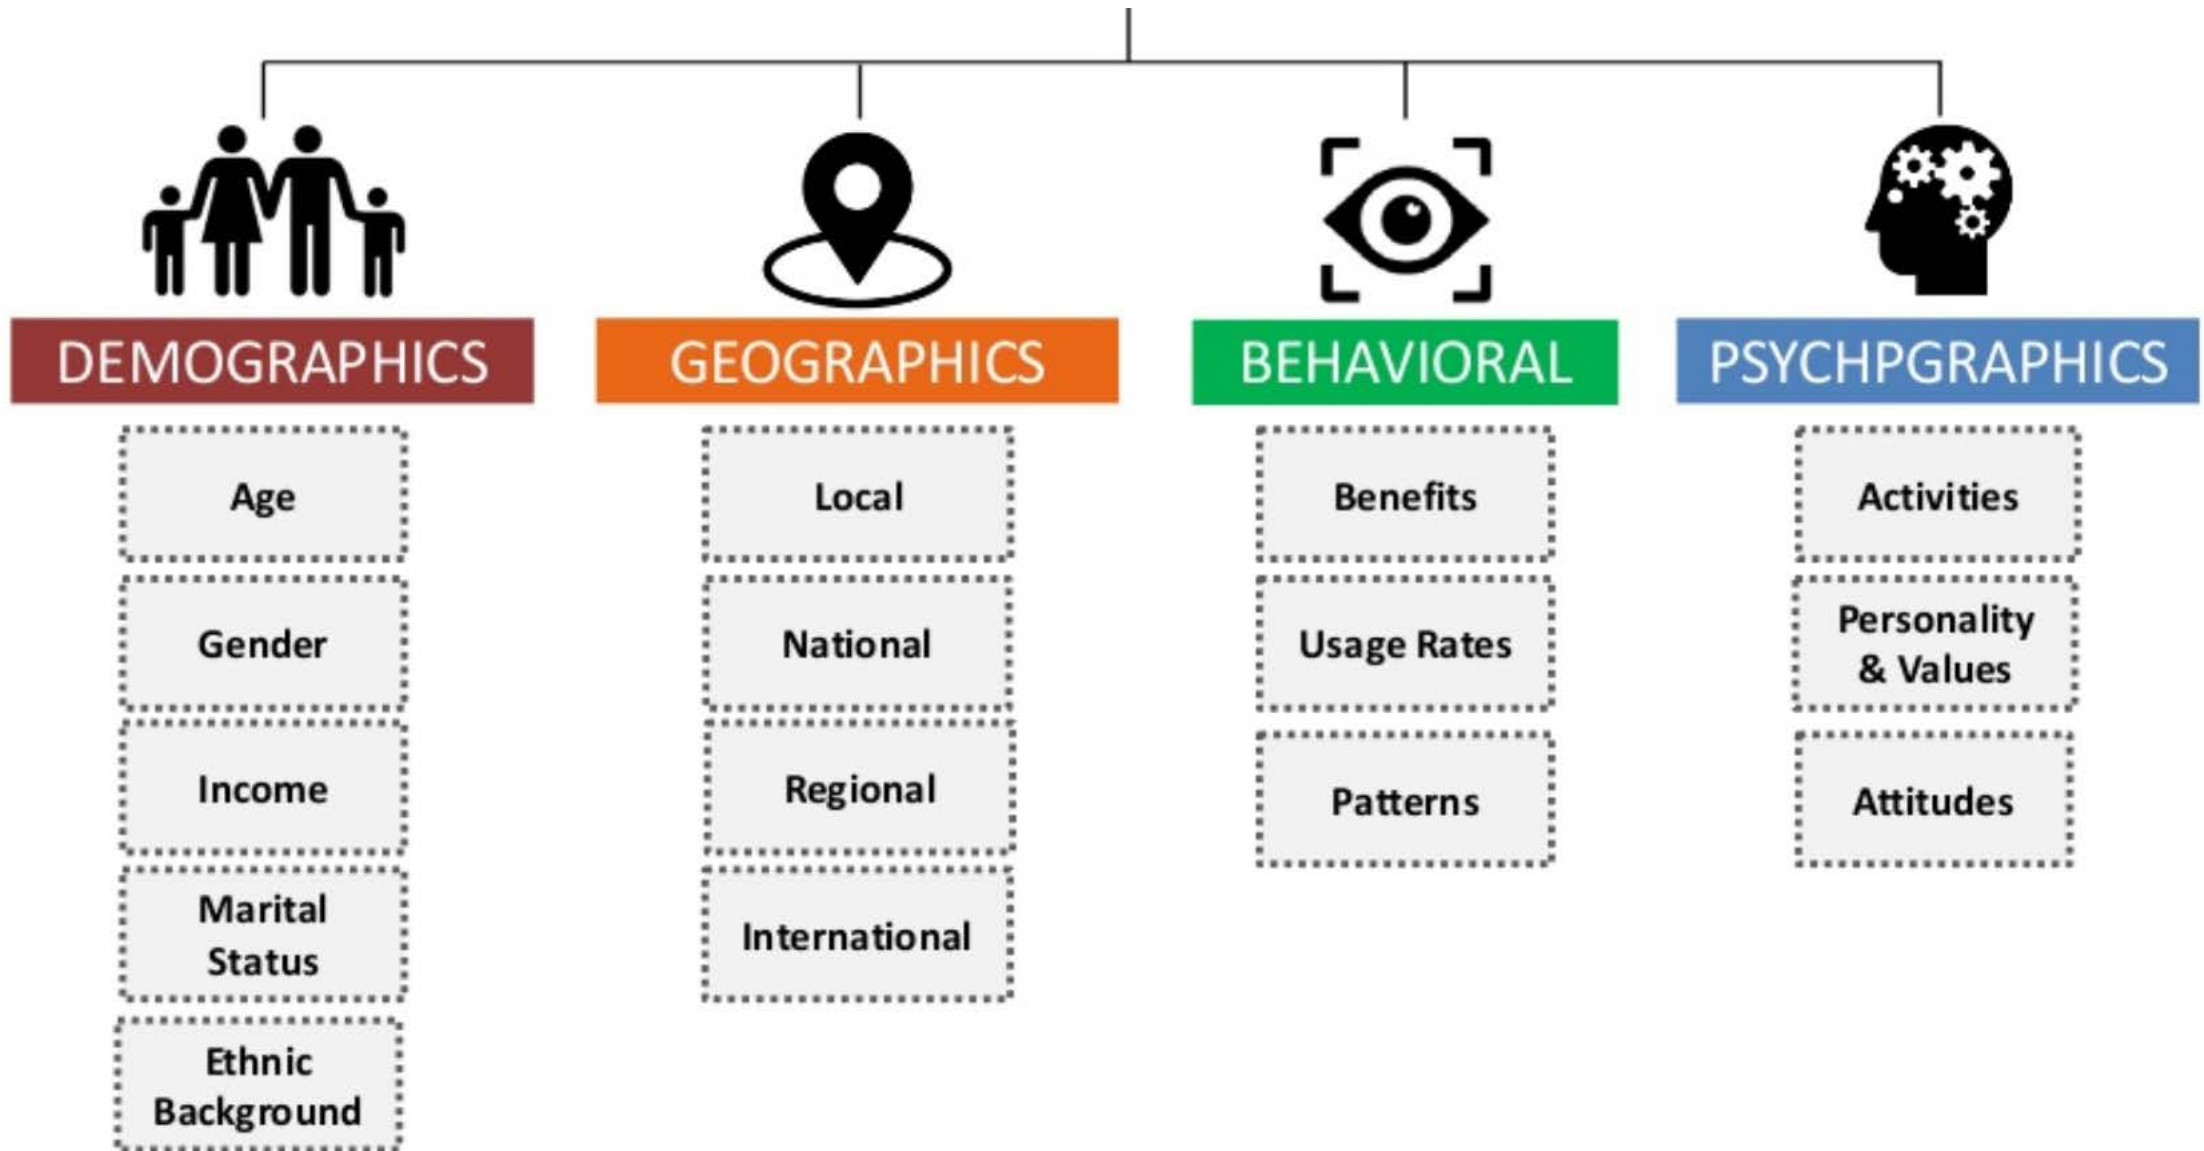 DEMOGRAPHICS
Age
Gender
Income
Marital
Status
Ethnic
Background
GEOGRAPHICS
Local
National
Regional
International
BEHAVIORAL
Benefits
Usage Rates
Patterns
PSYCHPGRAPHICS
Activities
Personality
& Values
Attitudes